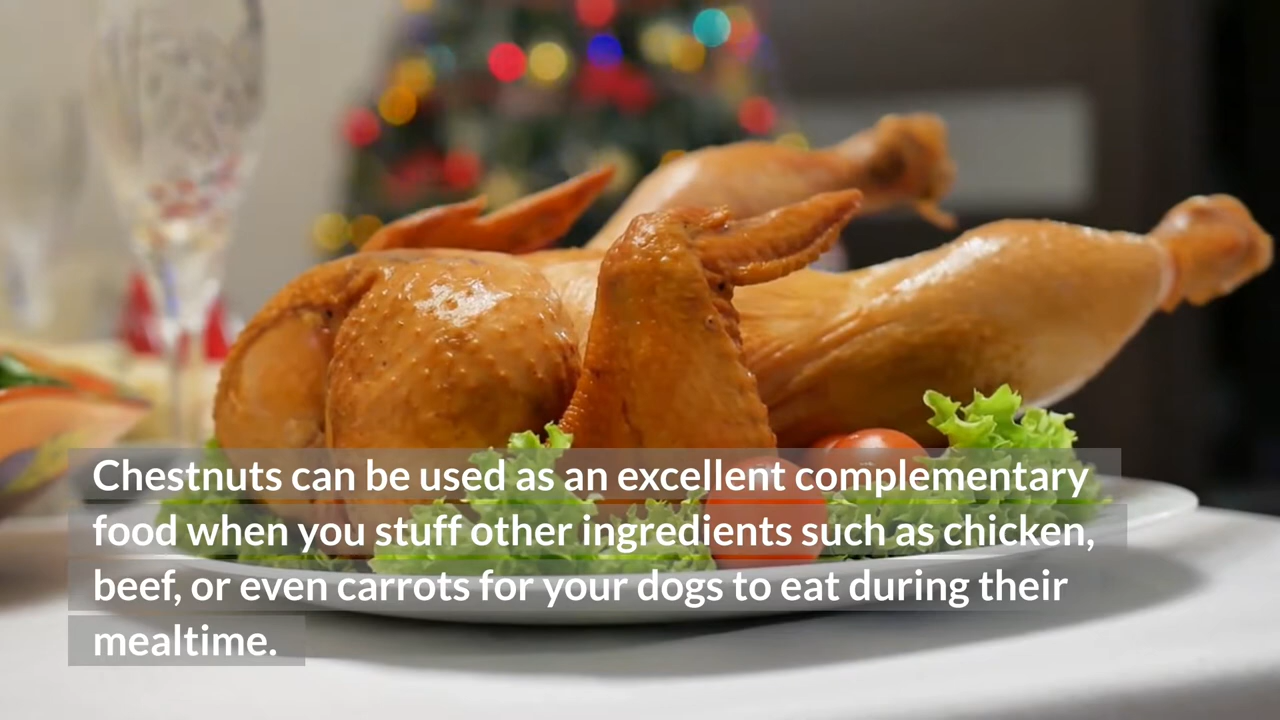 Chestnuts can be used as an excellent complementary
food when you stuff other ingredients such as chicken,
beef, or even carrots for your dogs to eat during their
mealtime.